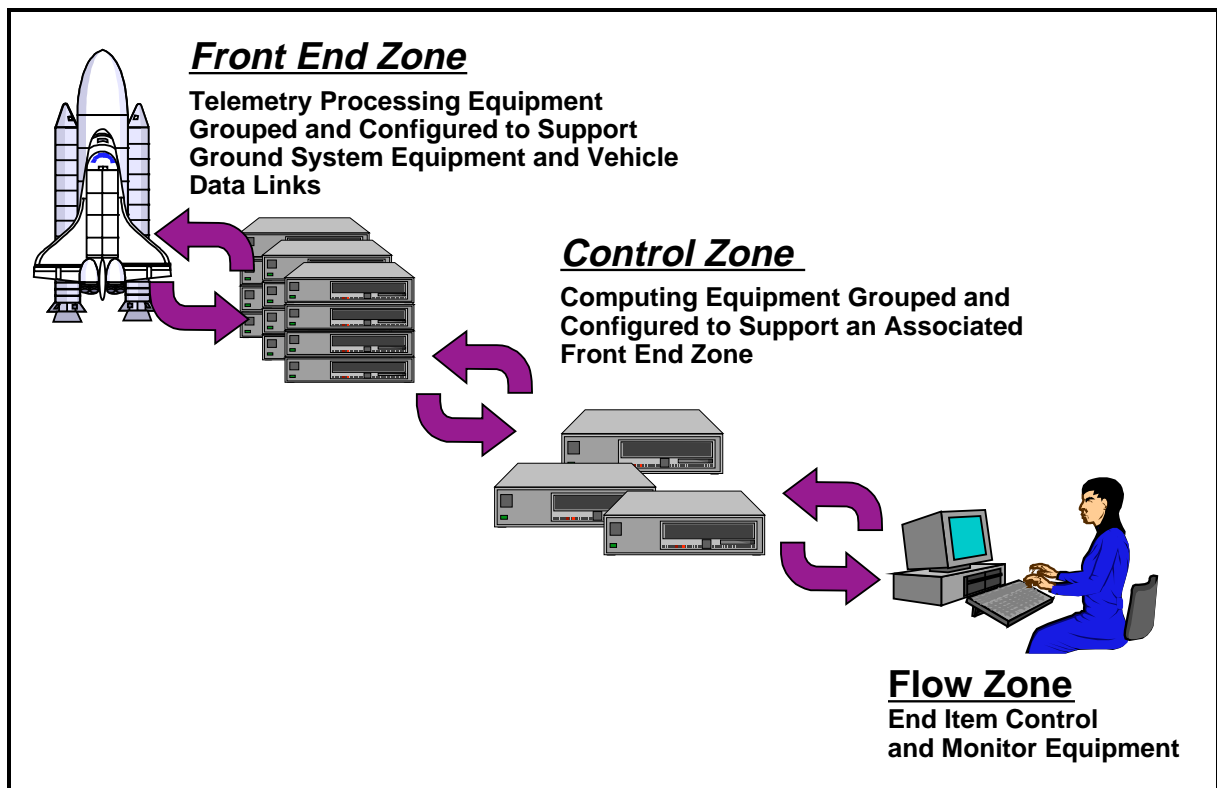 Front End Zone
Telemetry Processing Equipment
Grouped and Configured to Support
Ground System Equipment and Vehicle
Data Links
Control Zone
Computing Equipment Grouped and
Configured to Support an Associated
Front End Zone
Flow Zone
End Item Control
and Monitor Equipment